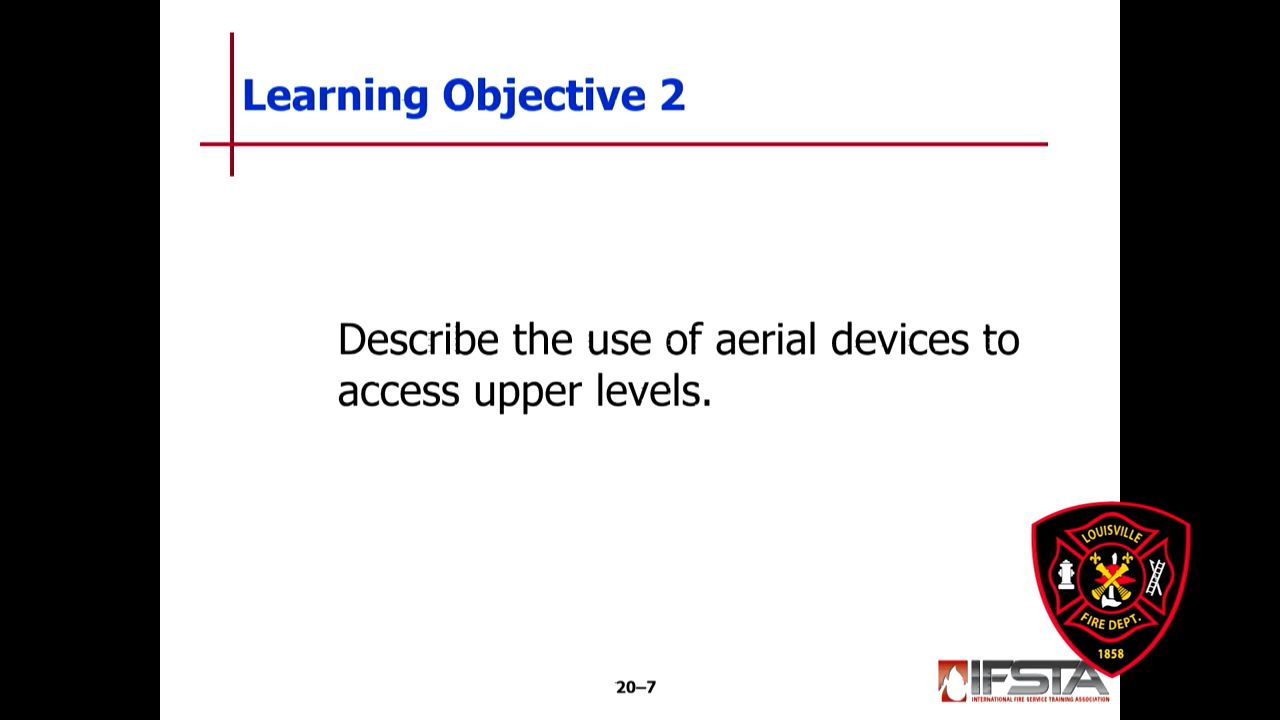 Learning Objective 2
Describe the use of aerial devices to
access upper levels.
LOUISVILLE
FIRE DEPT.
1858
20–7
IFSTA
INTERNATIONAL FIRE SERVICE TRAINING ASSOCIATION